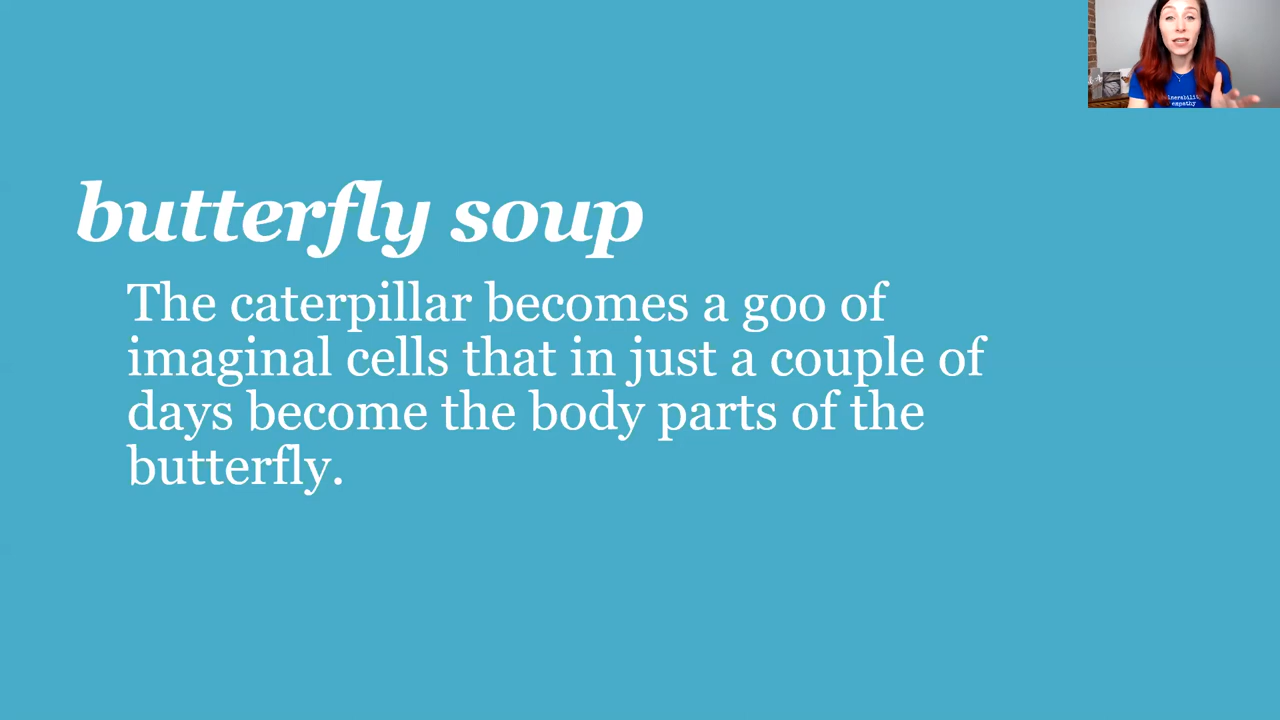 butterfly soup
The caterpillar becomes a goo of
imaginal cells that in just a couple of
days become the body parts of the
butterfly.
empathy